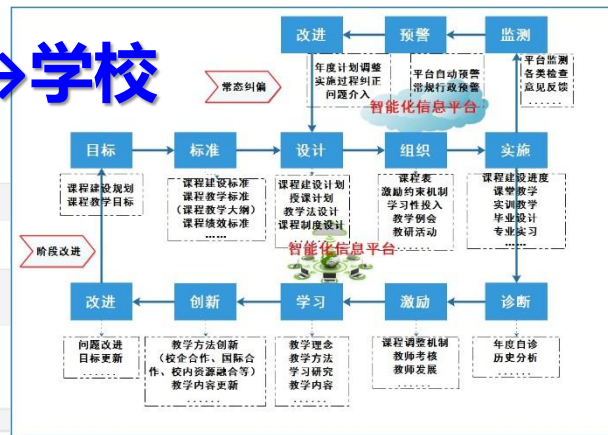 →学校
改进
预警
监测
年度计划调整
实施过程纠正
问题介入
平台自动预警
常规行政预警
平台监测
各类检查
意见反馈
......
常态纠偏
智能化信息平台
目标
标准
设计
组织
实施
课程建设规划
课程教学目标
课程建设标准
课程教学标准
(课程教学大纲)
课程绩效标准
......
课程建设计划
授课计划
教学法设计
课程制度设计
......
课程表
激励约束机制
学习性投入
教学例会
教研活动
课程建设进度
课堂教学
实训教学
毕业设计
专业实习
......
智能化信息平台
阶段改进
改进
创新
学习
激励
诊断
问题改进
目标更新
......
教学方法创新
(校企合作、国际合
作、校内资源融合等)
教学内容更新
......
教学理念
教学方法
学习研究
教学内容
......
课程调整机制
教师考核
教师发展
......
年度自诊
历史分析
......